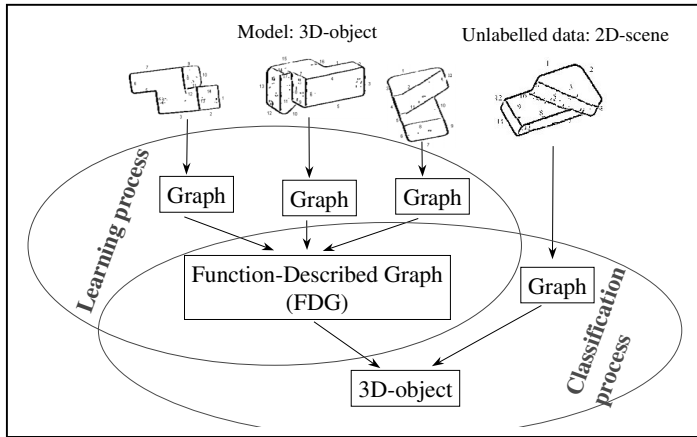 Model: 3D-object
Unlabelled data: 2D-scene
Graph
Graph
Graph
Learning process
Function-Described Graph
(FDG)
Graph
Classification
process
3D-object